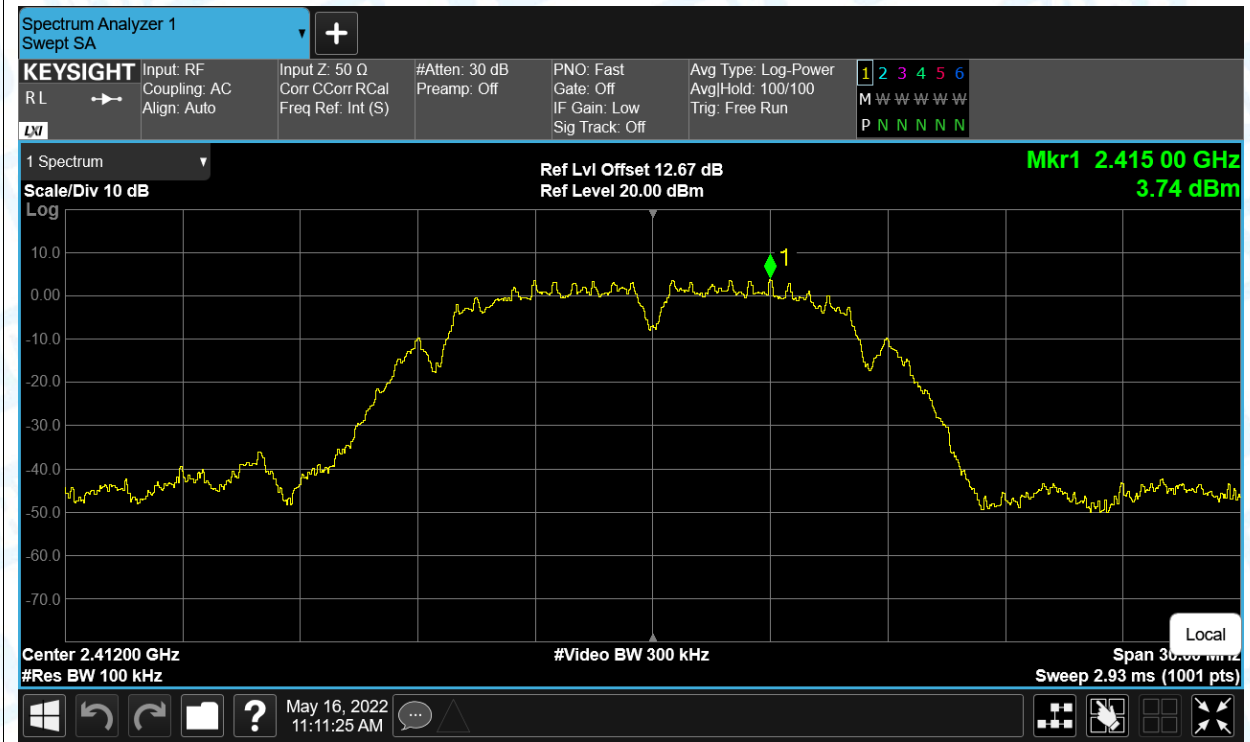 Spectrum Analyzer 1
Swept SA
KEYSIGHT
R L
LXI
Input: RF
Coupling: AC
Align: Auto
Input Z: 50 Ω
Corr CCorr RCal
Freq Ref: Int (S)
#Atten: 30 dB
Preamp: Off
PNO: Fast
Gate: Off
IF Gain: Low
Sig Track: Off
Avg Type: Log-Power
Avg|Hold: 100/100
Trig: Free Run
1 2 3 4 5 6
M W W W W W
P N N N N N
1 Spectrum
Scale/Div 10 dB
Log
Ref Lvl Offset 12.67 dB
Ref Level 20.00 dBm
Mkr1 2.415 00 GHz
3.74 dBm
1
10.0
0.00
-10.0
-20.0
-30.0
-40.0
-50.0
-60.0
-70.0
Local
Center 2.41200 GHz
#Video BW 300 kHz
Span 30.00 MHz
#Res BW 100 kHz
Sweep 2.93 ms (1001 pts)
?
May 16, 2022
11:11:25 AM